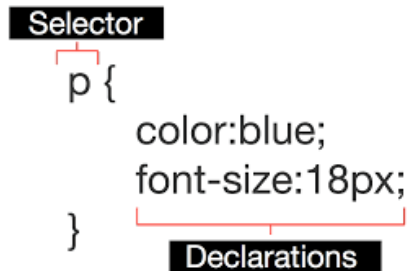 Selector
p {
color:blue;
font-size:18px;
}
Declarations